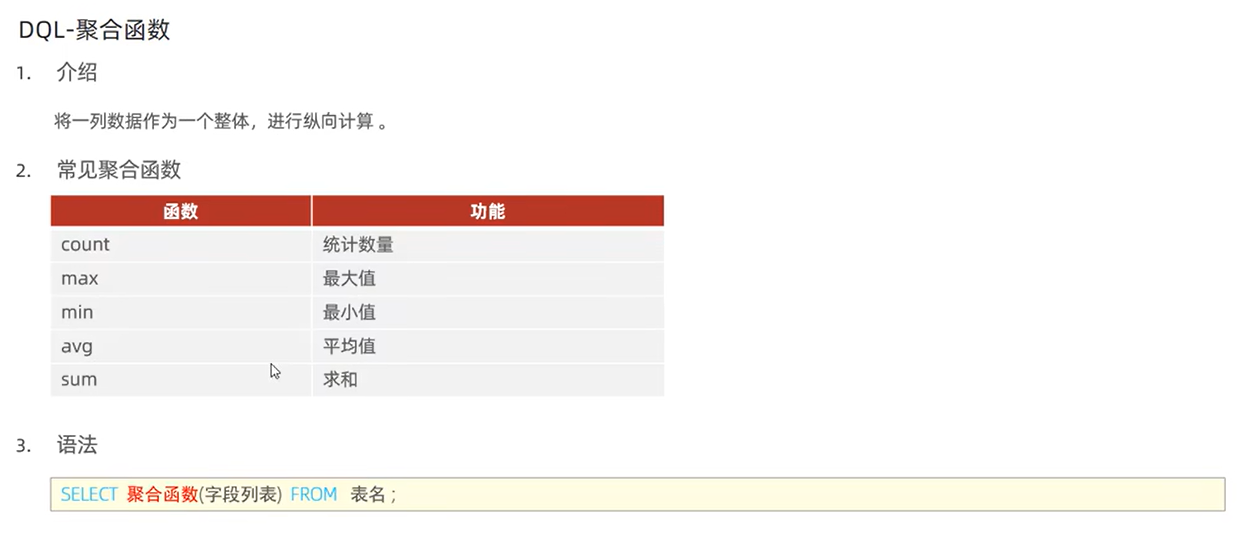 DQL-聚合函数
1. 介绍
将一列数据作为一个整体，进行纵向计算 。
2. 常见聚合函数
函数 功能
count 统计数量
max 最大值
min 最小值
avg 平均值
sum 求和
3. 语法
SELECT 聚合函数(字段列表) FROM 表名 ;